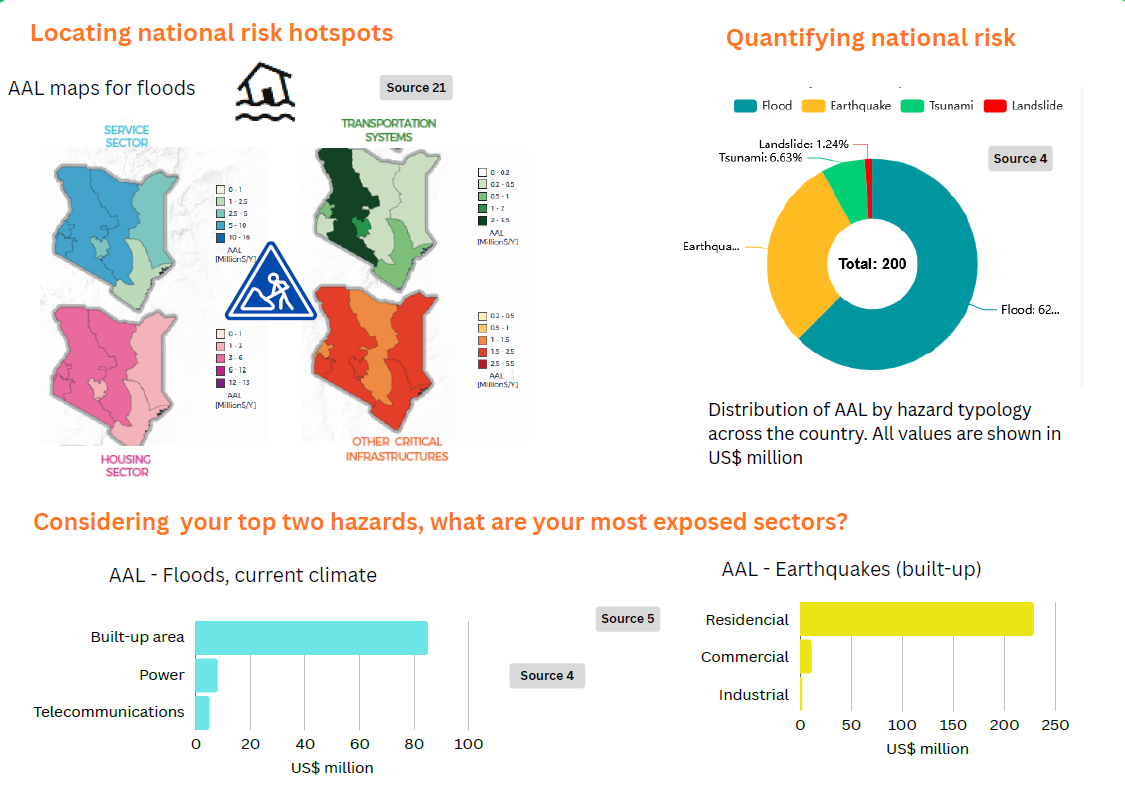 Locating national risk hotspots
Quantifying national risk
AAL maps for floods
Source 21
SERVICE
SECTOR
0 - 1
1 - 2.5
2.5 - 5
5 - 10
10 - 16
AAL
[Million$/Y]
TRANSPORTATION
SYSTEMS
0 - 0.2
0.2 - 0.5
0.5 - 1
1 - 2
2 - 3.5
AAL
[Million$/Y]
HOUSING
SECTOR
0 - 1
1 - 3
3 - 6
6 - 12
12 - 13
AAL
[Million$/Y]
OTHER CRITICAL
INFRASTRUCTURES
0.2 - 0.5
0.5 - 1
1 - 1.5
1.5 - 2.5
2.5 - 5.5
AAL
[Million$/Y]
Flood Earthquake Tsunami Landslide
Landslide: 1.24%
Tsunami: 6.63%
Source 4
Earthqua...
Total: 200
Flood: 62...
Distribution of AAL by hazard typology
across the country. All values are shown in
US$ million
Considering your top two hazards, what are your most exposed sectors?
AAL - Floods, current climate
Built-up area
Power
Telecommunications
0 20 40 60 80 100
US$ million
Source 4
Source 5
AAL - Earthquakes (built-up)
Residencial
Commercial
Industrial
0 50 100 150 200 250
US$ million